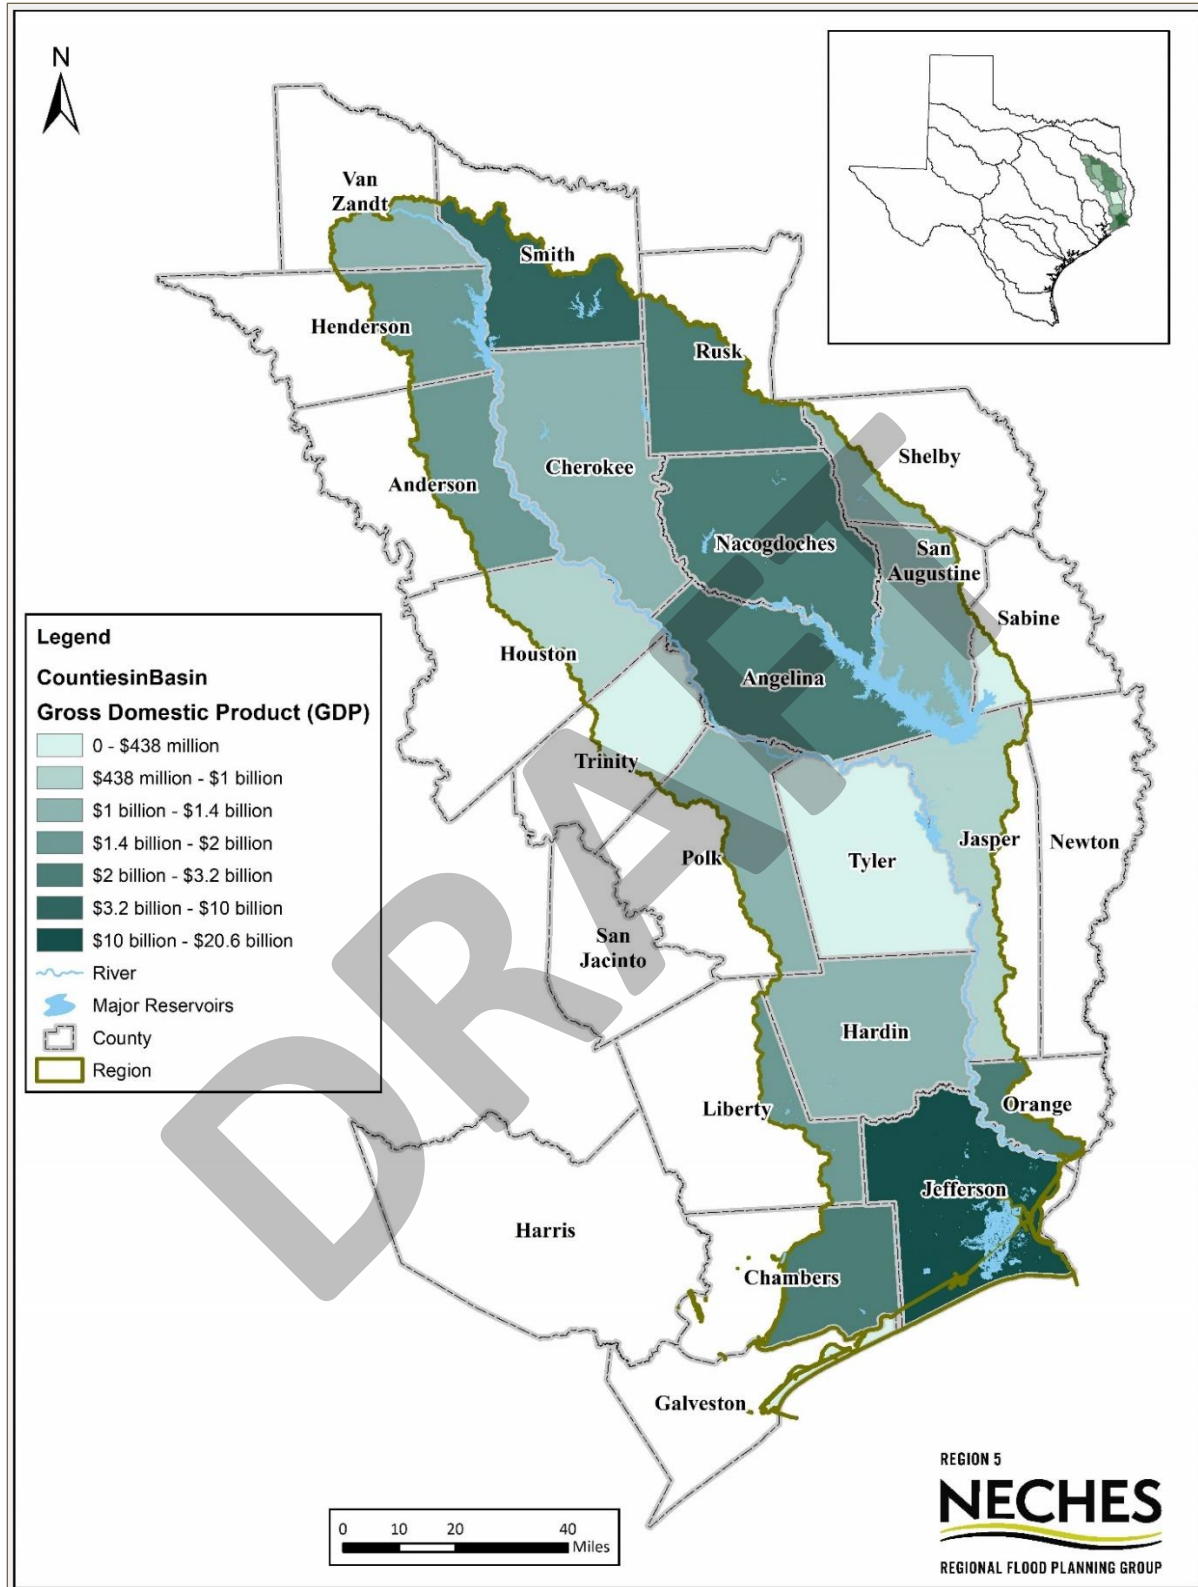 N
Van
Zandt
Smith
Henderson
Rusk
Cherokee
Shelby
Anderson
Nacogdoches
San
Augustine
Sabine
Houston
Angelina
Trinity
Jasper
Newton
Polk
Tyler
San
Jacinto
Hardin
Liberty
Orange
Jefferson
Harris
Chambers
Galveston
DRAFT
Legend
CountiesinBasin
Gross Domestic Product (GDP)
0 - $438 million
$438 million - $1 billion
$1 billion - $1.4 billion
$1.4 billion - $2 billion
$2 billion - $3.2 billion
$3.2 billion - $10 billion
$10 billion - $20.6 billion
River
Major Reservoirs
County
Region
0 10 20 40
Miles
REGION 5
NECHES
REGIONAL FLOOD PLANNING GROUP